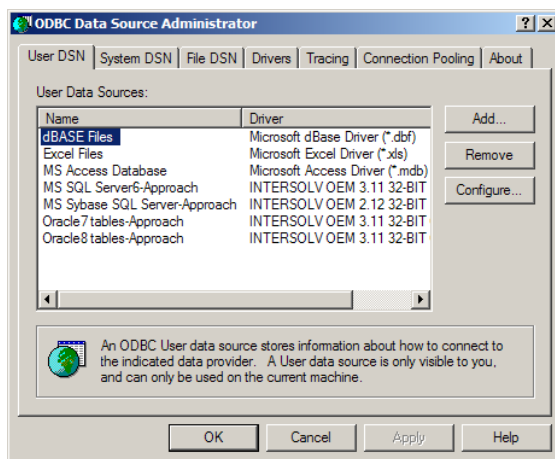 ODBC Data Source Administrator
User DSN System DSN File DSN Drivers Tracing Connection Pooling About
User Data Sources:
Name Driver
dBASE Files Microsoft dBase Driver (*.dbf)
Excel Files Microsoft Excel Driver (*.xls)
MS Access Database Microsoft Access Driver (*.mdb)
MS SQL Server6-Approach INTERSOLV OEM 3.11 32-BIT
MS Sybase SQL Server-Approach INTERSOLV OEM 2.12 32-BIT
Oracle7 tables-Approach INTERSOLV OEM 3.11 32-BIT
Oracle8 tables-Approach INTERSOLV OEM 3.11 32-BIT
Add...
Remove
Configure...
An ODBC User data source stores information about how to connect to
the indicated data provider. A User data source is only visible to you,
and can only be used on the current machine.
OK Cancel Apply Help